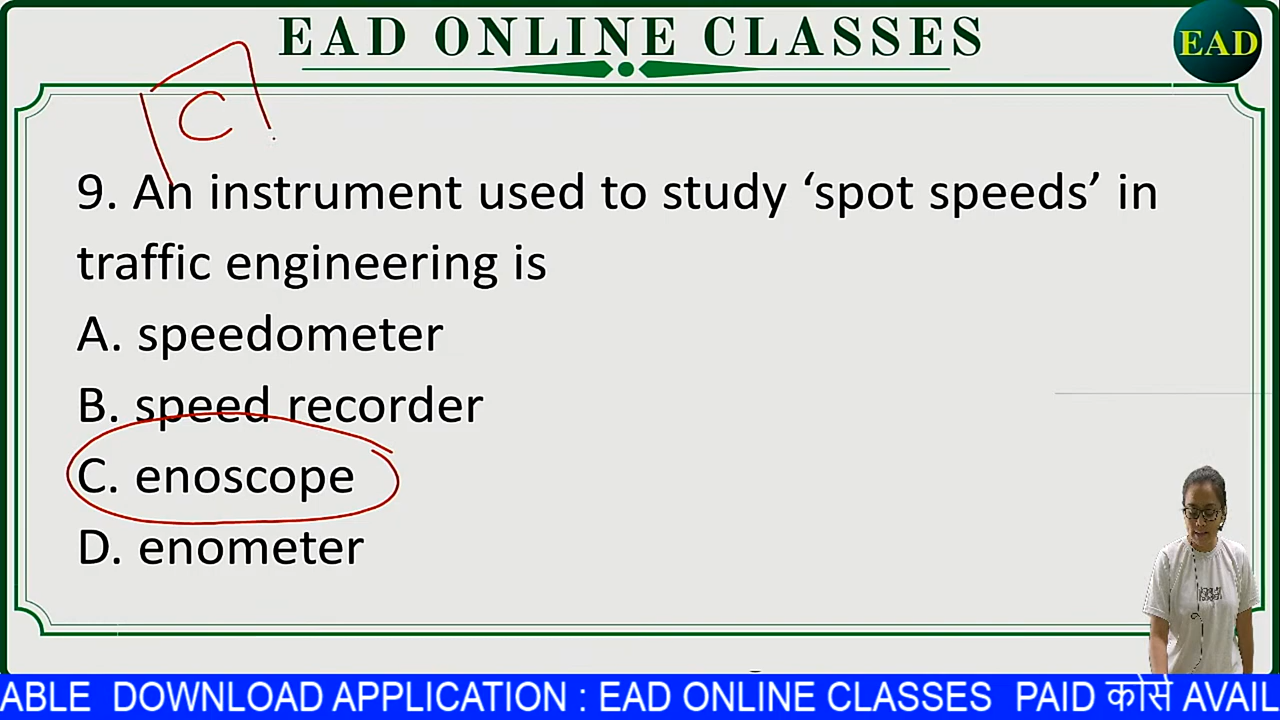 EAD ONLINE CLASSES
EAD
C
9. An instrument used to study ‘spot speeds’ in
traffic engineering is
A. speedometer
B. speed recorder
C. enoscope
D. enometer
ABLE DOWNLOAD APPLICATION : EAD ONLINE CLASSES PAID कोर्स AVAIL